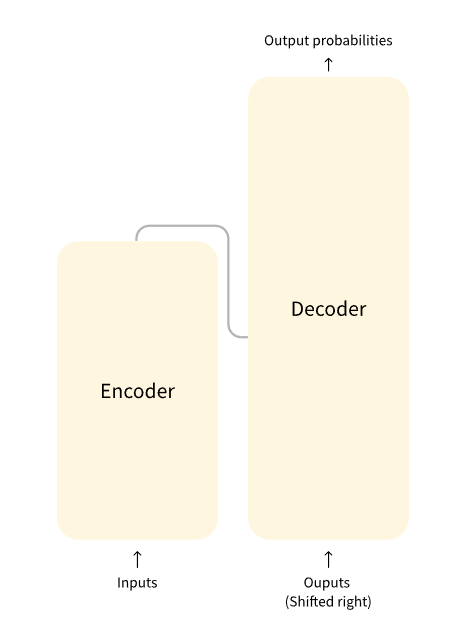 Output probabilities
Decoder
Encoder
Inputs
Ouputs
(Shifted right)